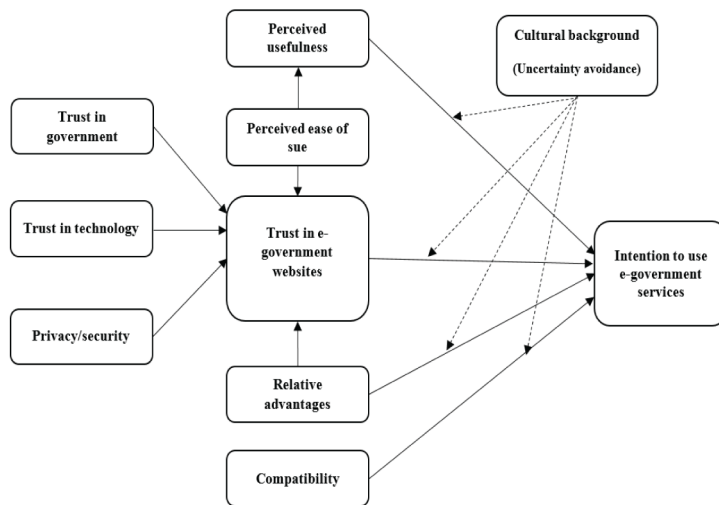 Perceived
usefulness
Cultural background
(Uncertainty avoidance)
Trust in
government
Perceived ease of
sue
Trust in technology
Trust in e-
government
websites
Intention to use
e-government
services
Privacy/security
Relative
advantages
Compatibility